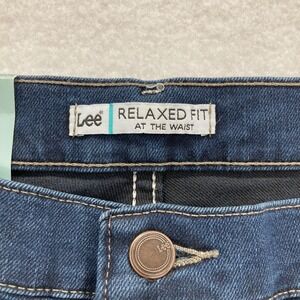 Lee
RELAXED FIT
AT THE WAIST